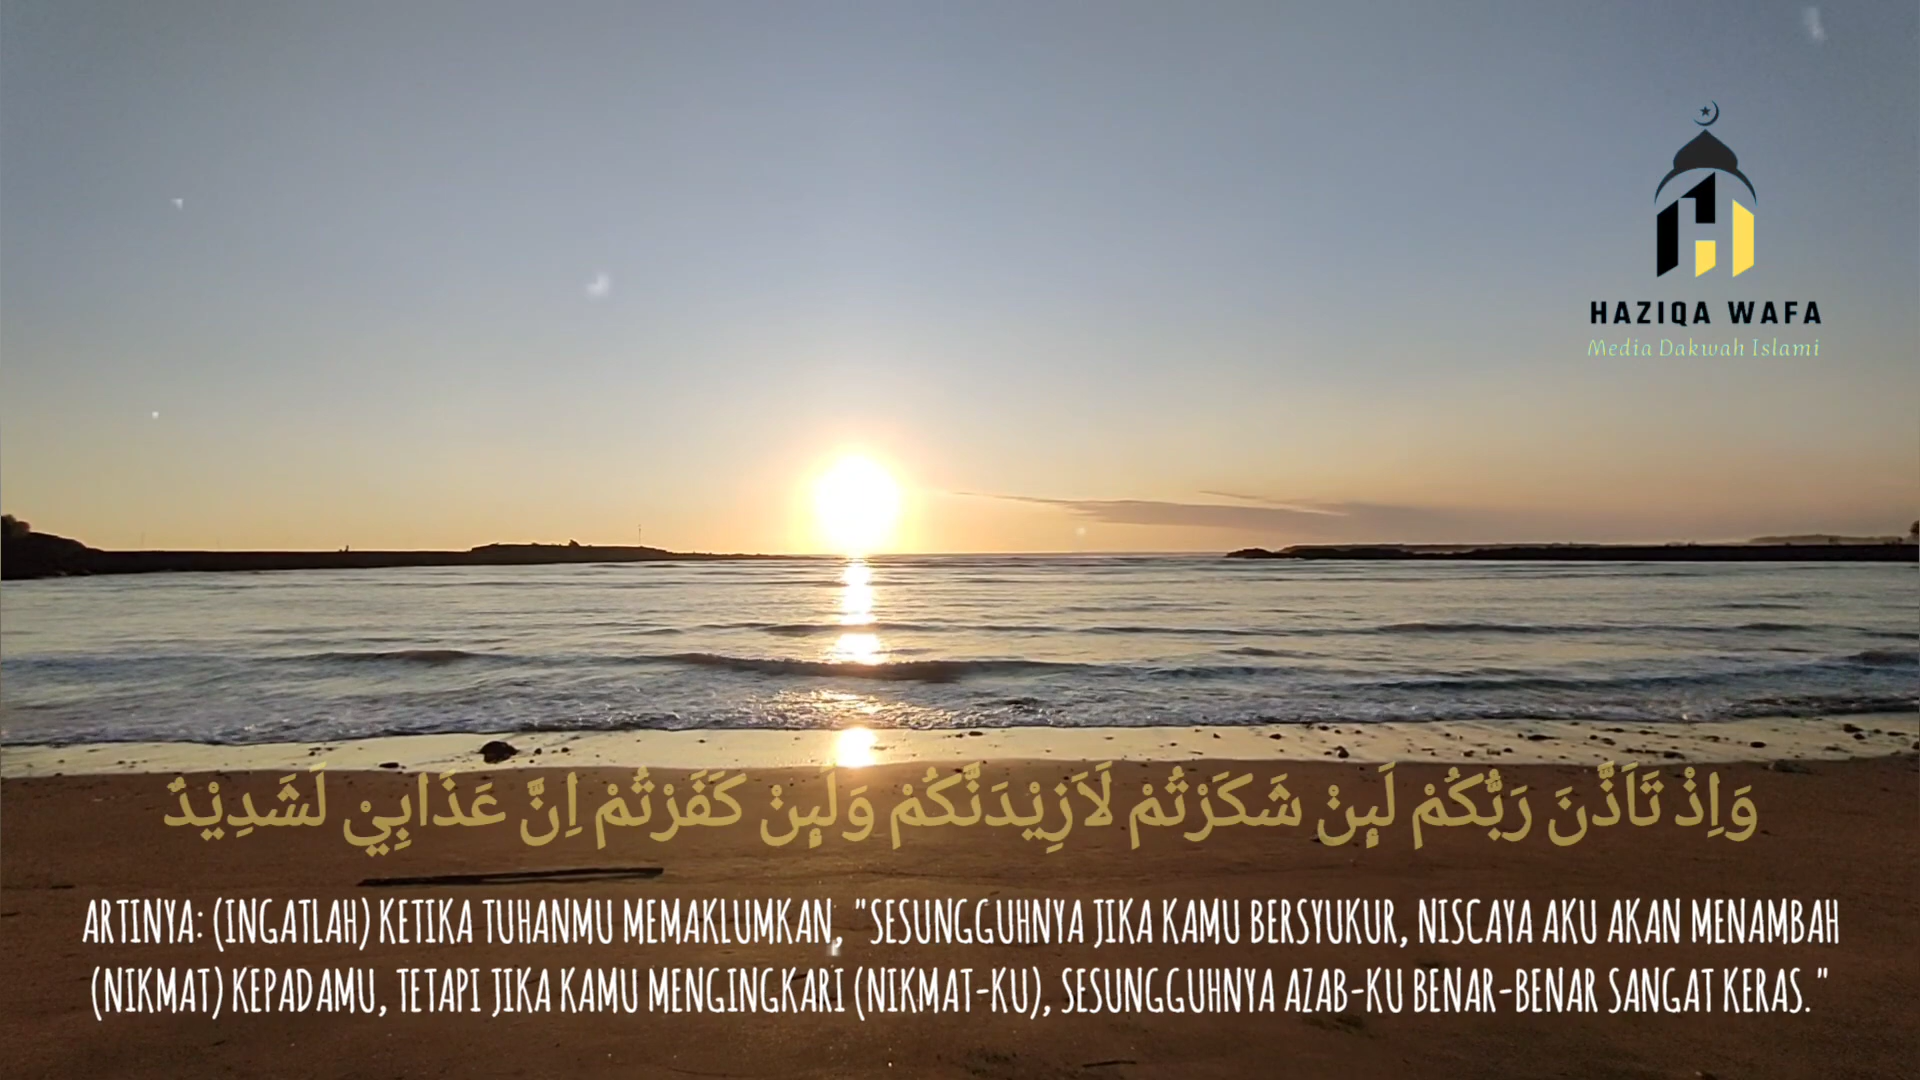 HAZIQA WAFA
Media Dakwah Islami
وَاِذْ تَاَذَّنَ رَبُّكُمْ لَىِٕنْ شَكَرْتُمْ لَاَزِيْدَنَّكُمْ وَلَىِٕنْ كَفَرْتُمْ اِنَّ عَذَابِيْ لَشَدِيْدٌ
ARTINYA: (INGATLAH) KETIKA TUHANMU MEMAKLUMKAN, "SESUNGGUHNYA JIKA KAMU BERSYUKUR, NISCAYA AKU AKAN MENAMBAH
(NIKMAT) KEPADAMU, TETAPI JIKA KAMU MENGINGKARI (NIKMAT-KU), SESUNGGUHNYA AZAB-KU BENAR-BENAR SANGAT KERAS."